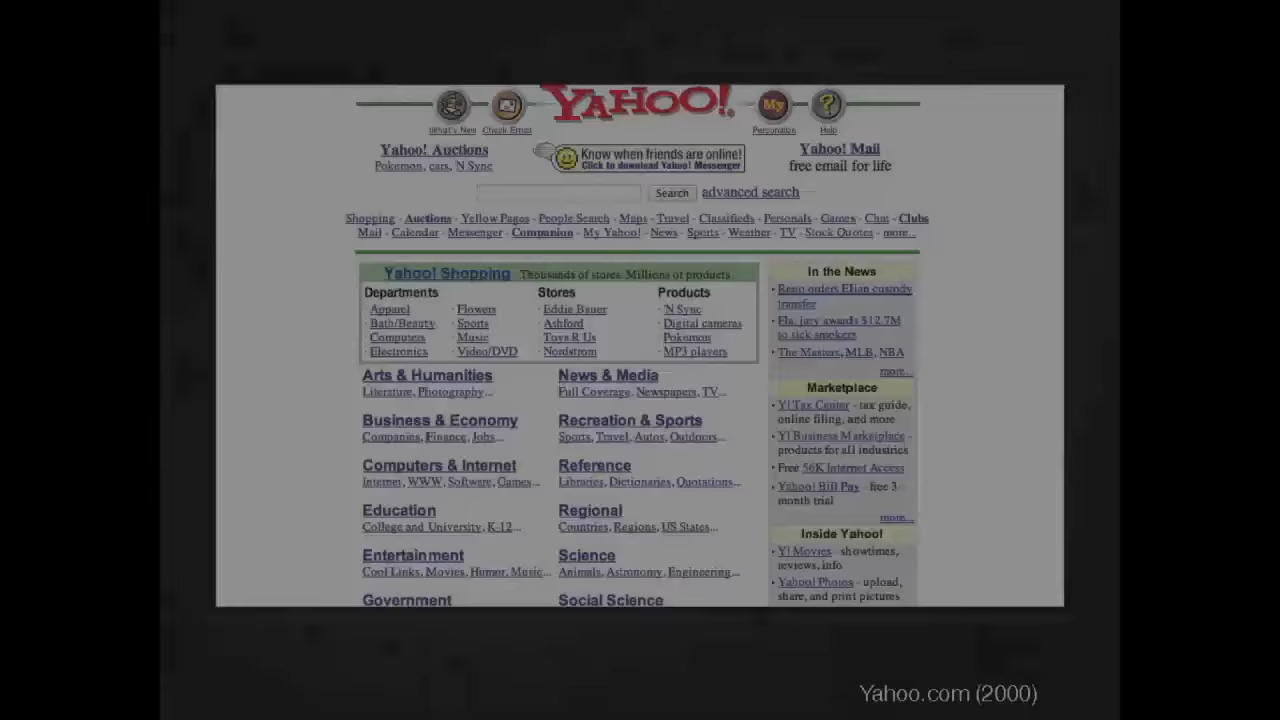 YAHOO!
What's New Check Email My Personalize ? Help
Yahoo! Auctions
Pokemon, cars, 'N Sync
Know when friends are online!
Click to download Yahoo! Messenger
Yahoo! Mail
free email for life
Search advanced search
Shopping - Auctions - Yellow Pages - People Search - Maps - Travel - Classifieds - Personals - Games - Chat - Clubs
Mail - Calendar - Messenger - Companion - My Yahoo! - News - Sports - Weather - TV - Stock Quotes - more...
Yahoo! Shopping Thousands of stores. Millions of products.
Departments Stores Products
· Apparel · Flowers · Eddie Bauer · 'N Sync
· Bath/Beauty · Sports · Ashford · Digital cameras
· Computers · Music · Toys R Us · Pokemon
· Electronics · Video/DVD · Nordstrom · MP3 players
Arts & Humanities
Literature, Photography...
Business & Economy
Companies, Finance, Jobs...
Computers & Internet
Internet, WWW, Software, Games...
Education
College and University, K-12...
Entertainment
Cool Links, Movies, Humor, Music...
Government
News & Media
Full Coverage, Newspapers, TV...
Recreation & Sports
Sports, Travel, Autos, Outdoors...
Reference
Libraries, Dictionaries, Quotations...
Regional
Countries, Regions, US States...
Science
Animals, Astronomy, Engineering...
Social Science
In the News
· Reno orders Elian custody
transfer
· Fla. jury awards $12.7M
to sick smokers
· The Masters, MLB, NBA
more...
Marketplace
· Y! Tax Center - tax guide,
online filing, and more
· Y! Business Marketplace -
products for all industries
· Free 56K Internet Access
· Yahoo! Bill Pay - free 3-
month trial
more...
Inside Yahoo!
· Y! Movies - showtimes,
reviews, info
· Yahoo! Photos - upload,
share, and print pictures
Yahoo.com (2000)